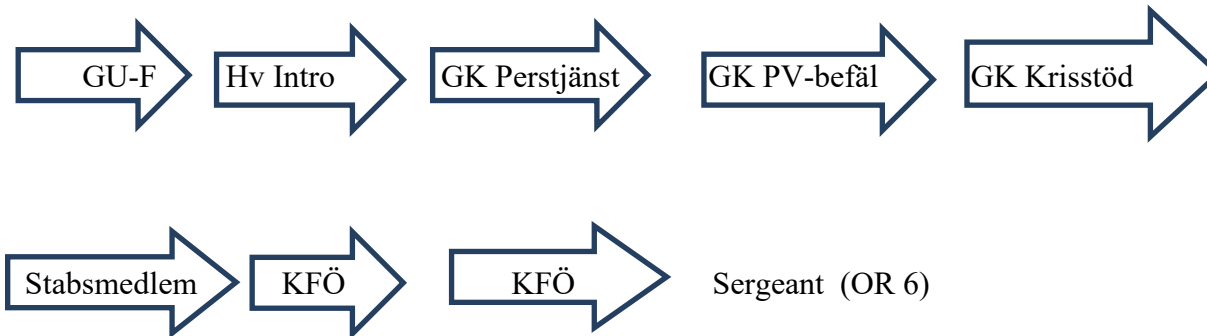 GU-F Hv Intro GK Perstjänst GK PV-befäl GK Krisstöd
Stabsmedlem KFÖ KFÖ Sergeant (OR 6)